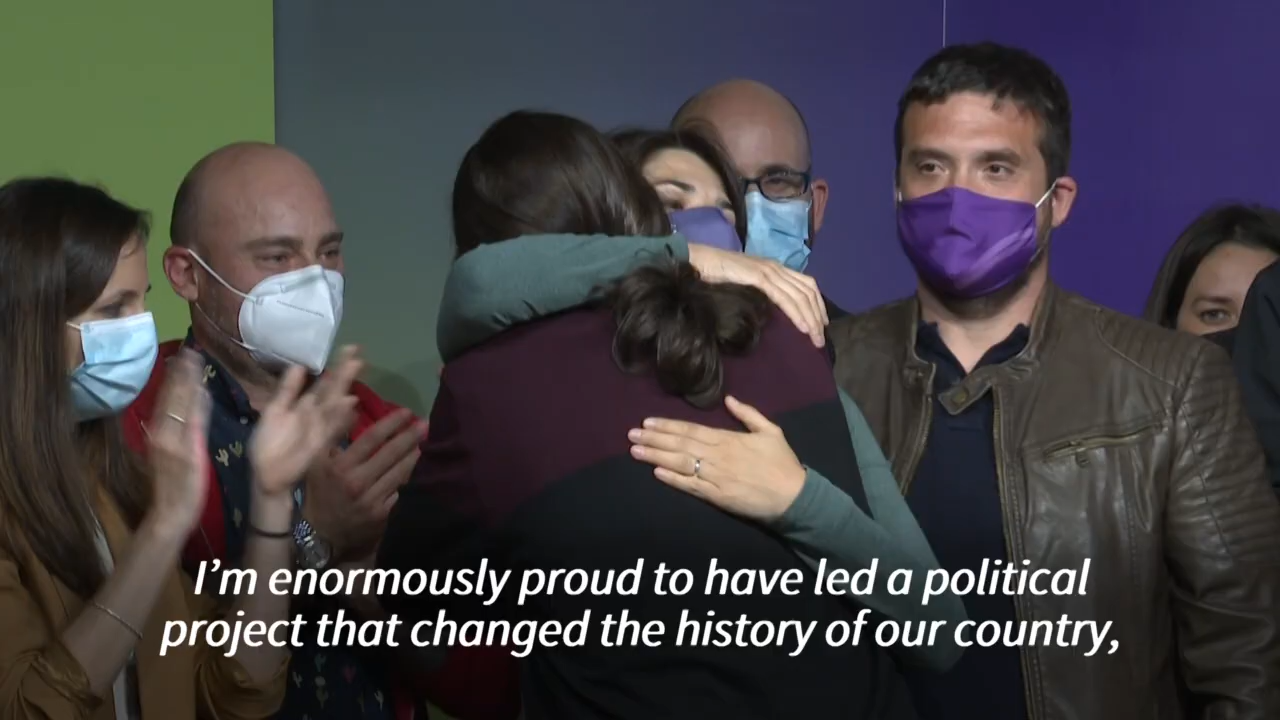 I’m enormously proud to have led a political
project that changed the history of our country,